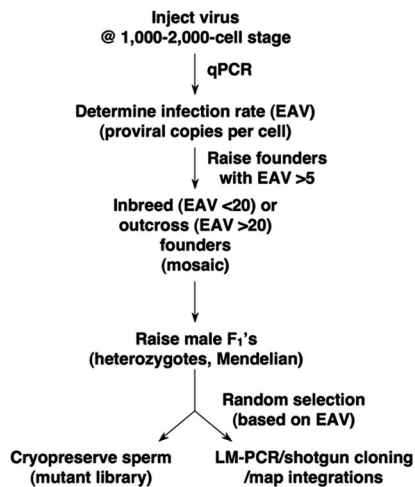 Inject virus
@ 1,000-2,000-cell stage
qPCR
Determine infection rate (EAV)
(proviral copies per cell)
Raise founders
with EAV >5
Inbreed (EAV <20) or
outcross (EAV >20)
founders
(mosaic)
Raise male F₁'s
(heterozygotes, Mendelian)
Random selection
(based on EAV)
Cryopreserve sperm
(mutant library)
LM-PCR/shotgun cloning
/map integrations